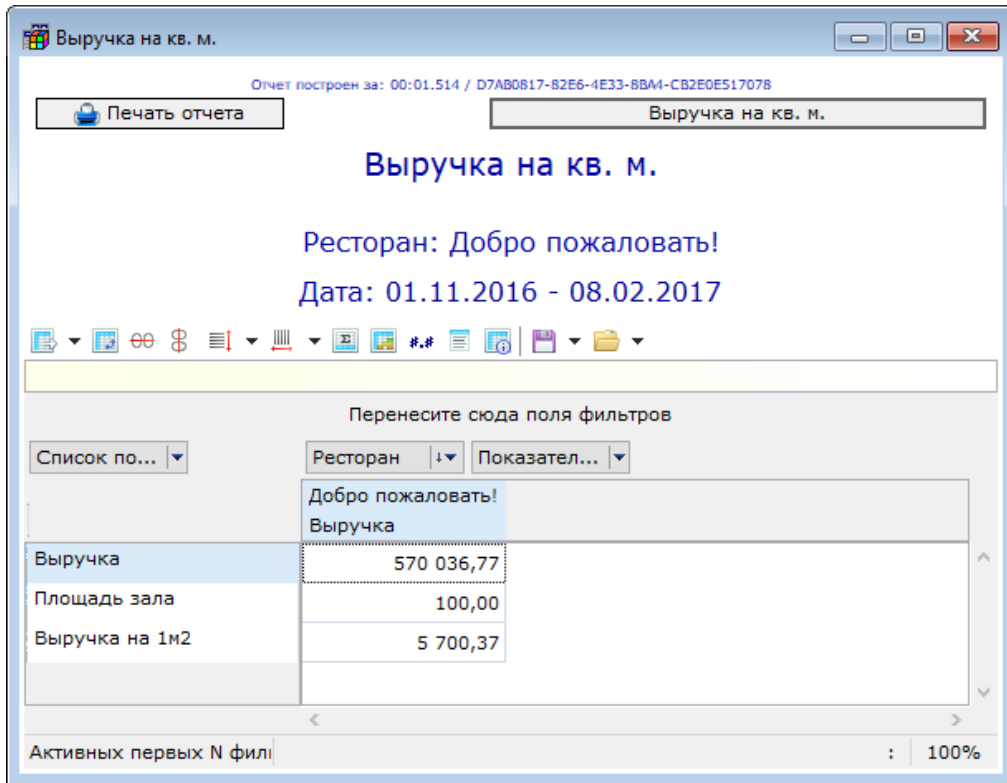 Выручка на кв. м.
Отчет построен за: 00:01.514 / D7AB0817-82E6-4E33-8BA4-CB2E0E517078
Печать отчета
Выручка на кв. м.
Выручка на кв. м.
Ресторан: Добро пожаловать!
Дата: 01.11.2016 - 08.02.2017
Перенесите сюда поля фильтров
Список по... Ресторан Показател...
Добро пожаловать!
Выручка
Выручка 570 036,77
Площадь зала 100,00
Выручка на 1м2 5 700,37
Активных первых N фил : 100%